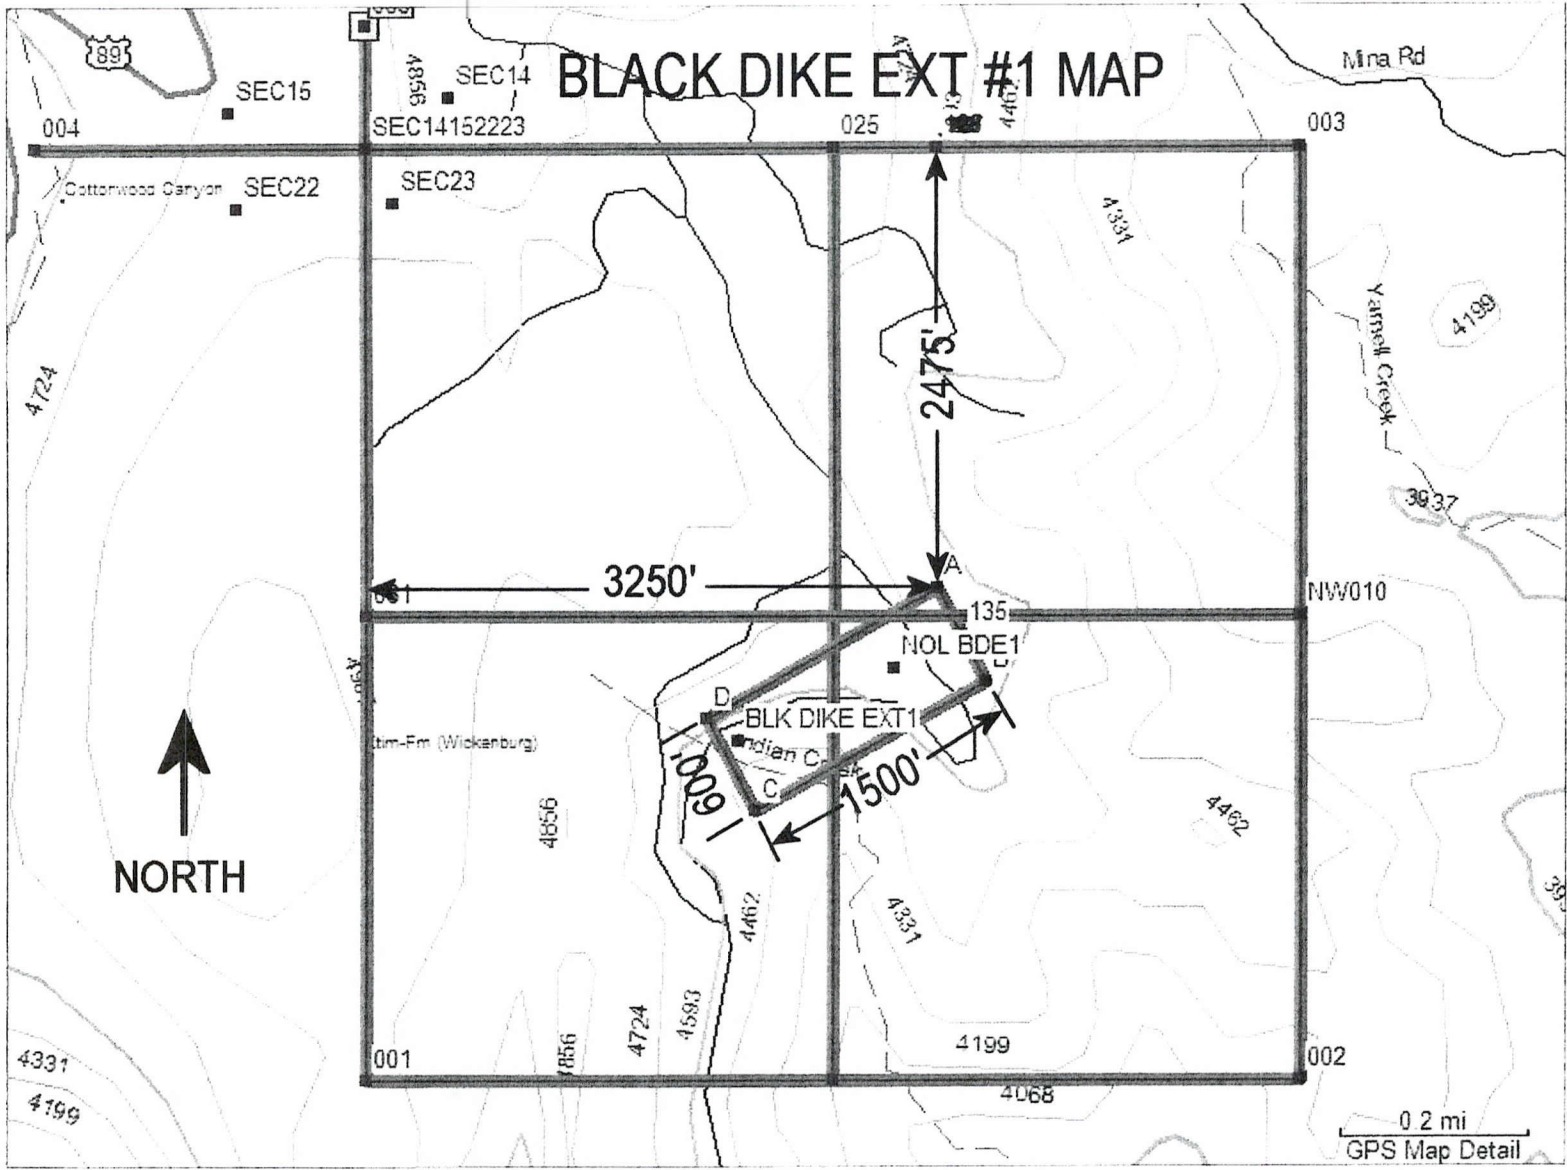 89
4856
SEC14
BLACK DIKE EXT #1 MAP
Mina Rd
SEC15
004
SEC14152223
025
003
Cottonwood Canyon
SEC22
SEC23
4331
Yarnell Creek
4199
2475'
4724
3937
3250'
A
NW010
135
NOL BDE1
D
BLK DIKE EXT1
Indian Creek
C
600'
1500'
4462
4856
NORTH
4462
4331
4593
4724
4199
001
002
4331
4199
4068
0.2 mi
GPS Map Detail